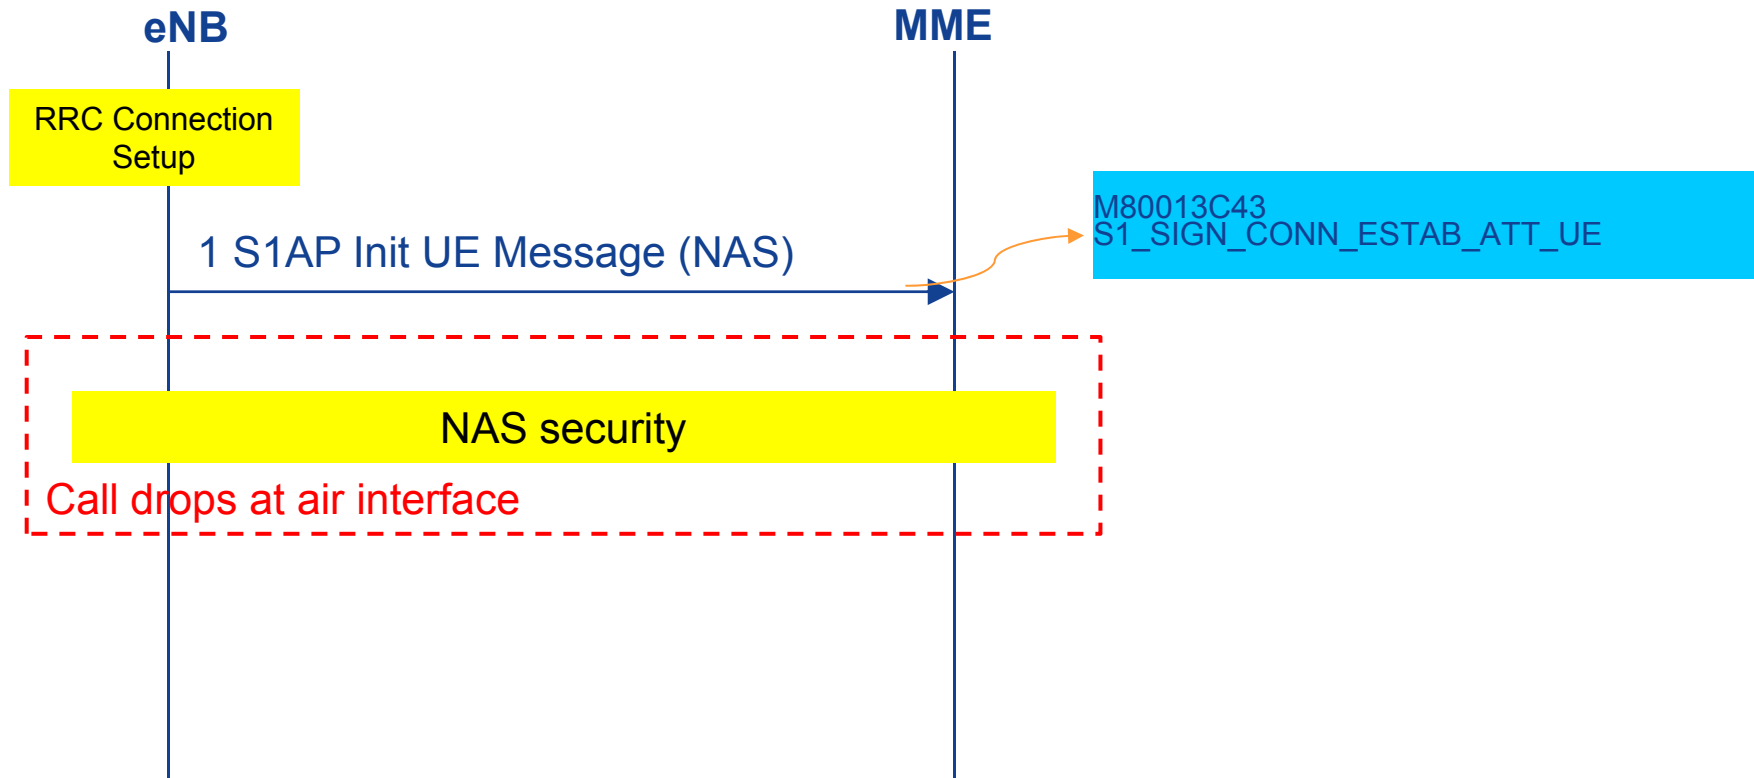 eNB
MME
RRC Connection
Setup
M80013C43
S1_SIGN_CONN_ESTAB_ATT_UE
1 S1AP Init UE Message (NAS)
NAS security
Call drops at air interface